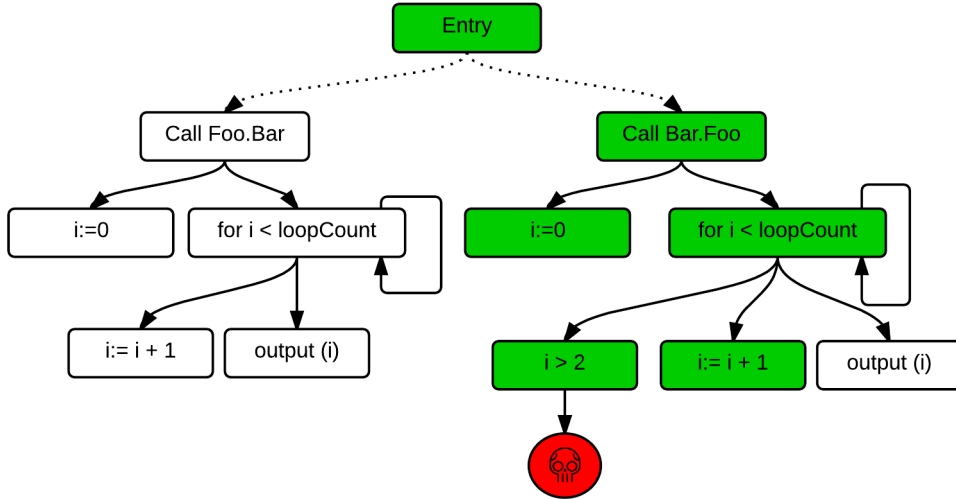 Entry
Call Foo.Bar
Call Bar.Foo
i:=0
for i < loopCount
i:=0
for i < loopCount
i:= i + 1
output (i)
i > 2
i:= i + 1
output (i)